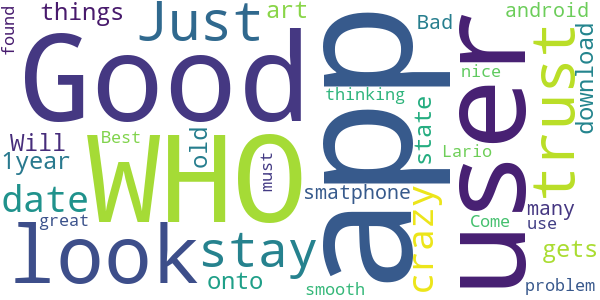 found
things
Just
art
Bad
android
Good
app
user
trust
download
nice
thinking
state
Will
Best
WHO
old
must
smatphone
Lario
1year
date
great
look
stay
onto
crazy
Come
many
use
gets
smooth
problem